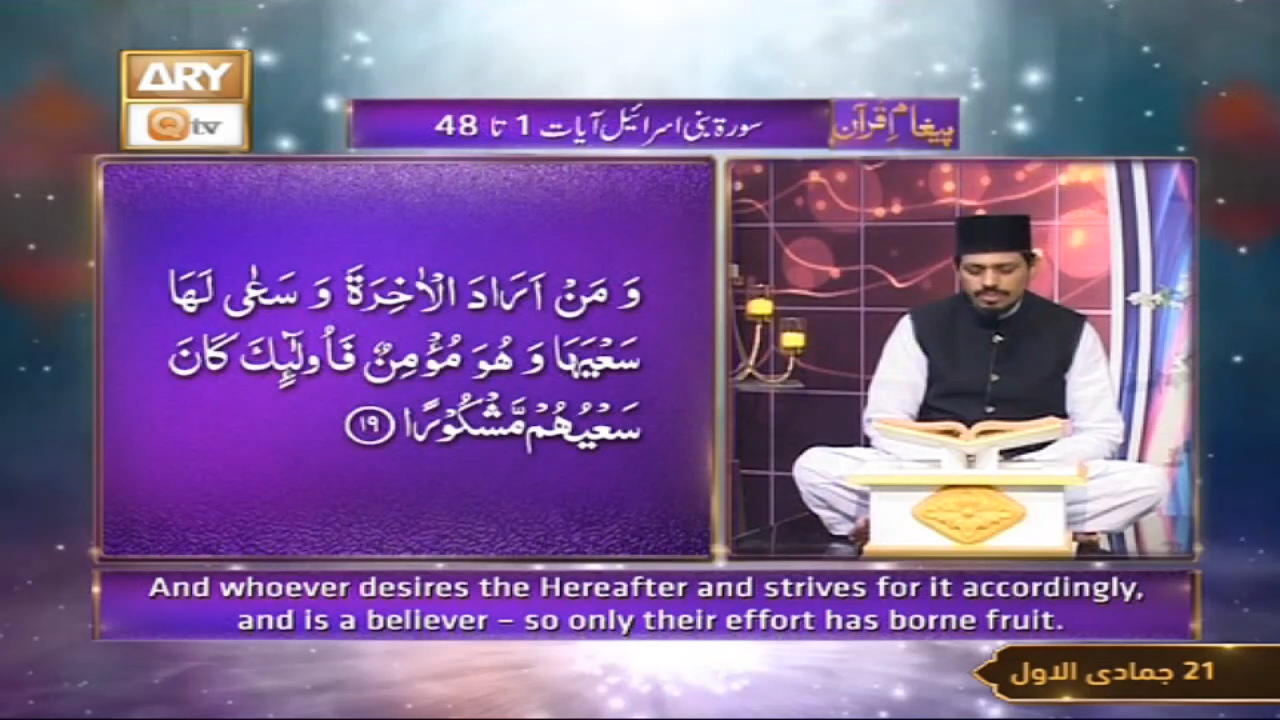 ARY
Qtv
پیغام قرآن
سورۃ بنی اسرائیل آیات 1 تا 48
وَ مَنْ اَرَادَ الْاٰخِرَةَ وَ سَعٰی لَهَا
سَعْیَهَا وَ هُوَ مُؤْمِنٌ فَاُولٰٓىِٕكَ كَانَ
سَعْیُهُمْ مَّشْكُوْرًا ﴿۱۹﴾
And whoever desires the Hereafter and strives for it accordingly,
and is a believer – so only their effort has borne fruit.
21 جمادی الاول